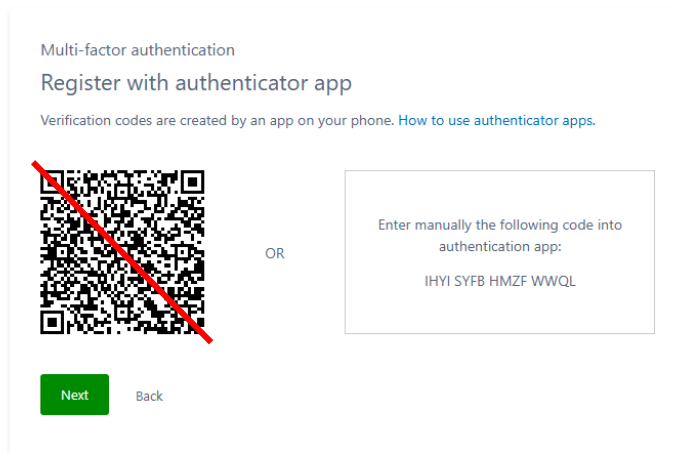 Multi-factor authentication
Register with authenticator app
Verification codes are created by an app on your phone. How to use authenticator apps.
OR
Enter manually the following code into
authentication app:
IHYI SYFB HMZF WWQL
Next
Back